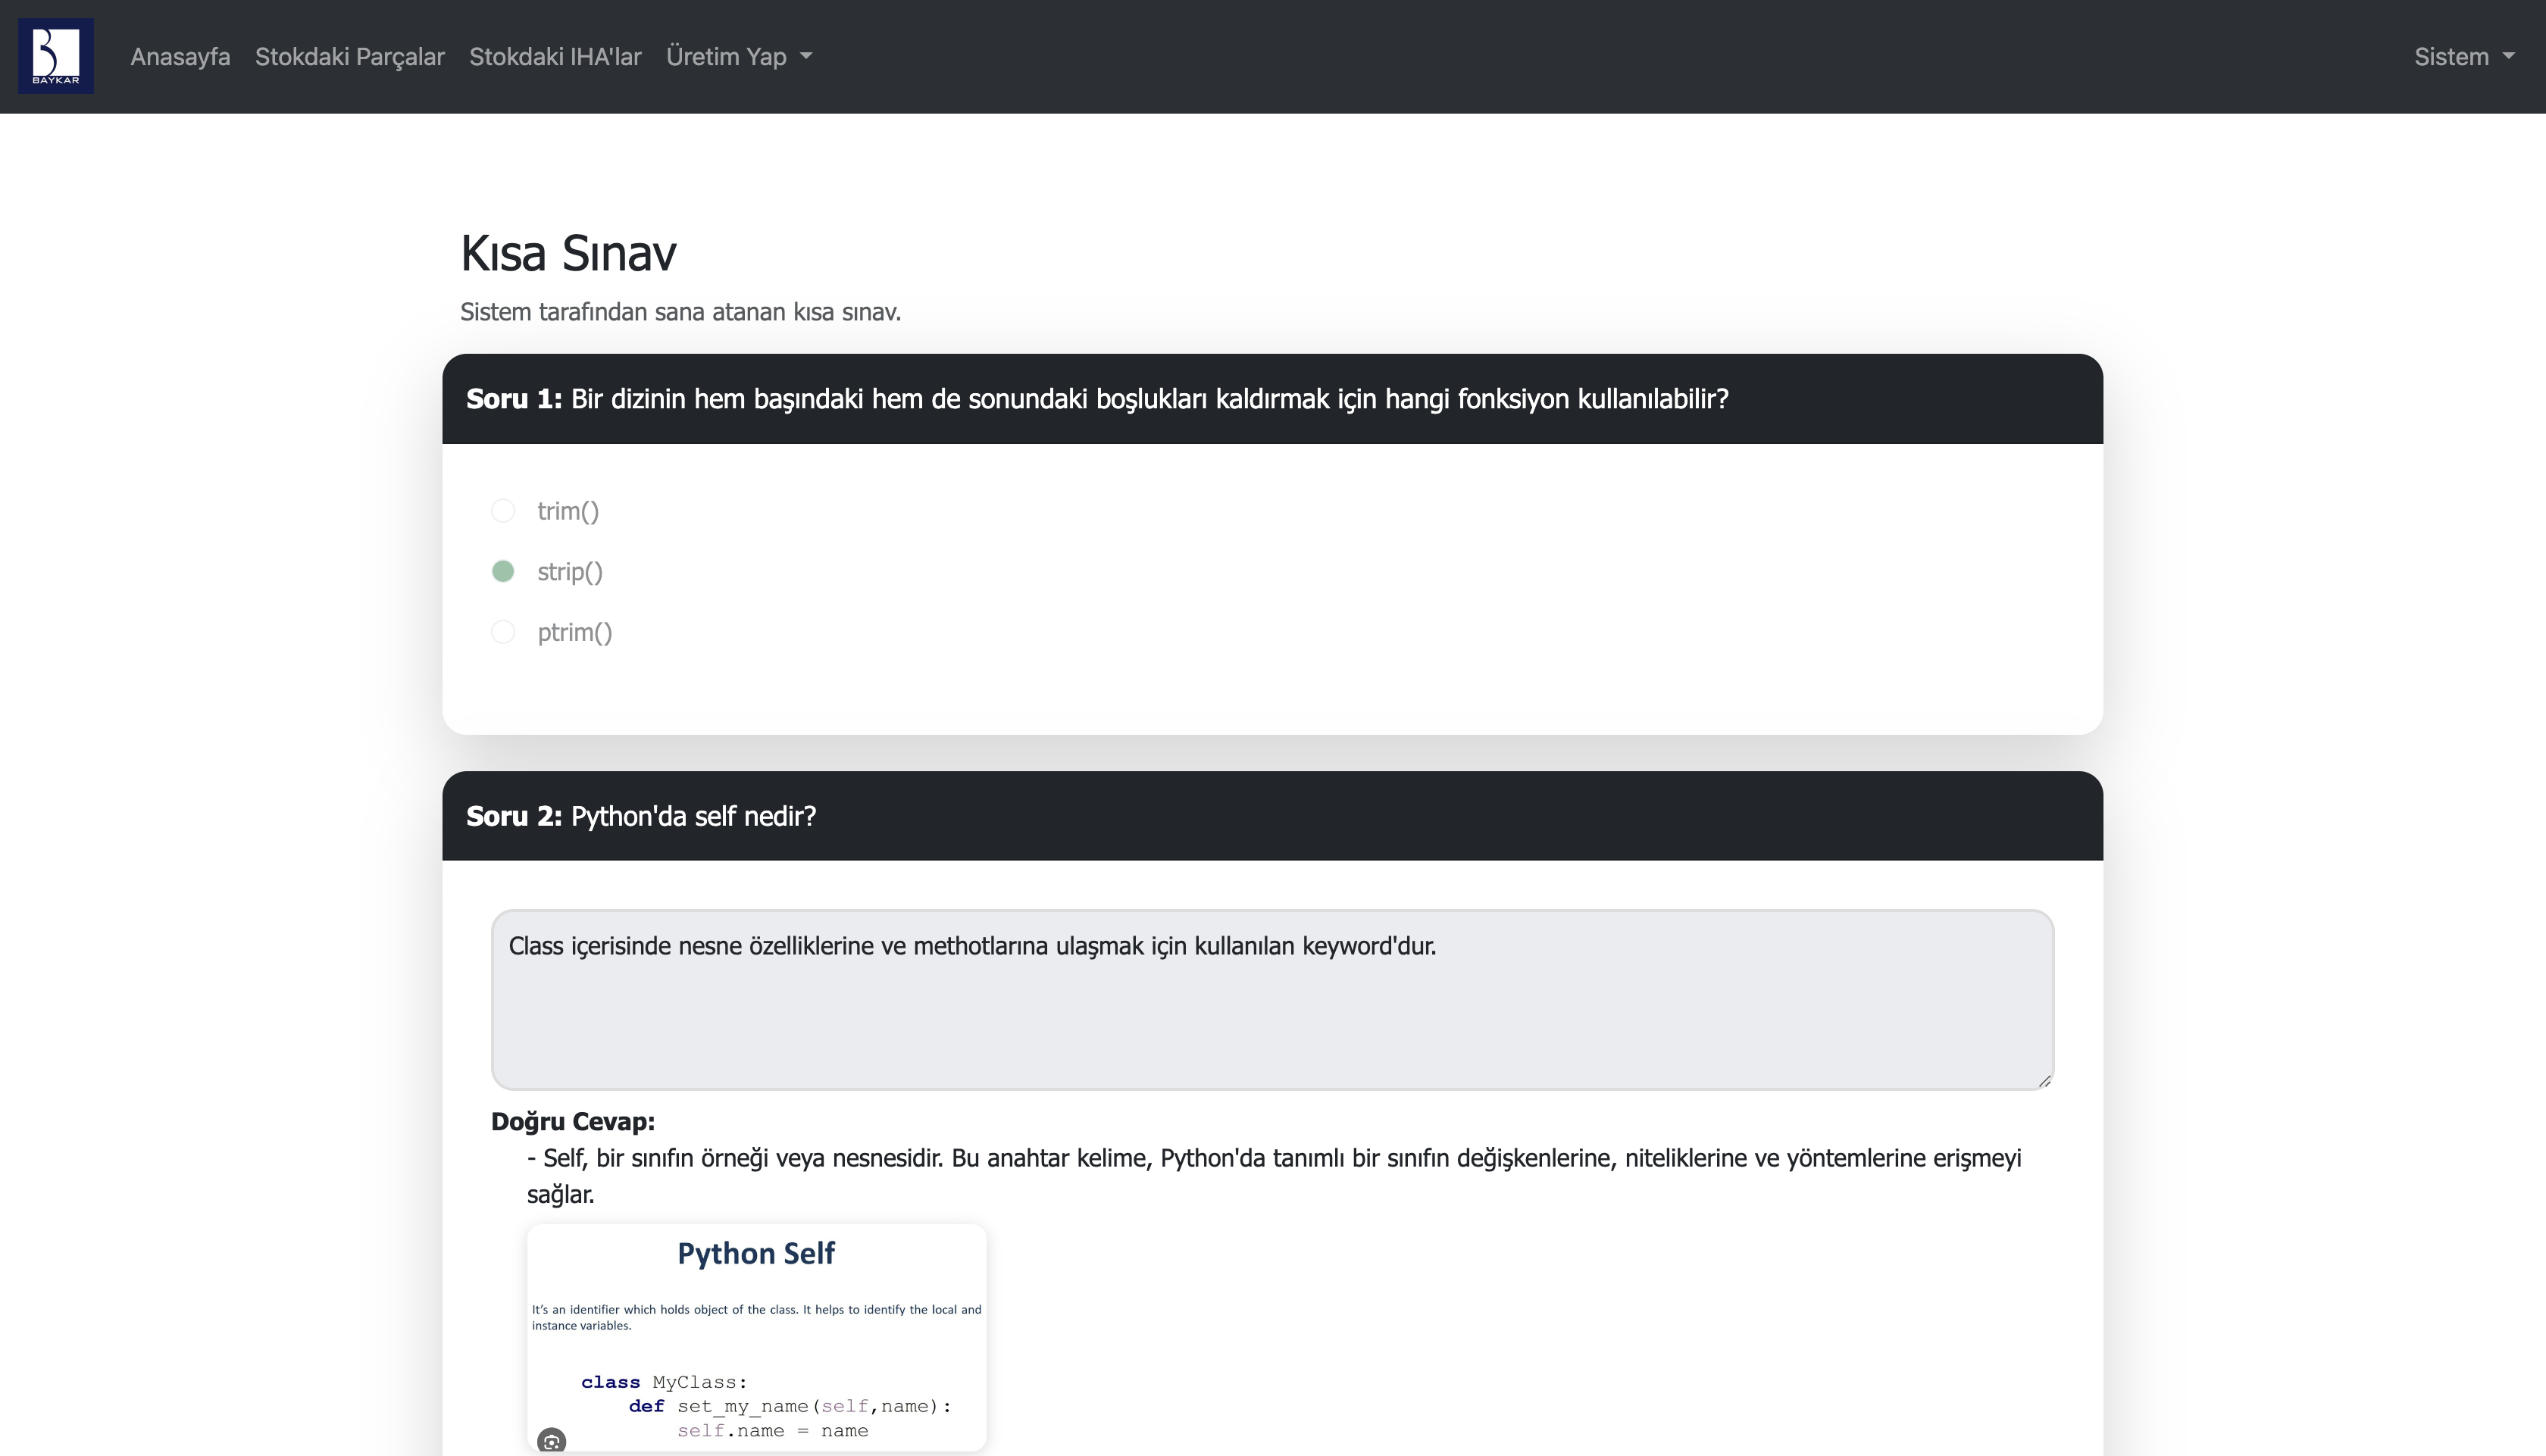 BAYKAR
Anasayfa Stokdaki Parçalar Stokdaki IHA'lar Üretim Yap Sistem
Kısa Sınav
Sistem tarafından sana atanan kısa sınav.
Soru 1: Bir dizinin hem başındaki hem de sonundaki boşlukları kaldırmak için hangi fonksiyon kullanılabilir?
trim()
strip()
ptrim()
Soru 2: Python'da self nedir?
Class içerisinde nesne özelliklerine ve methotlarına ulaşmak için kullanılan keyword'dur.
Doğru Cevap:
- Self, bir sınıfın örneği veya nesnesidir. Bu anahtar kelime, Python'da tanımlı bir sınıfın değişkenlerine, niteliklerine ve yöntemlerine erişmeyi
sağlar.
Python Self
It's an identifier which holds object of the class. It helps to identify the local and
instance variables.
class MyClass:
def set_my_name(self,name):
self.name = name